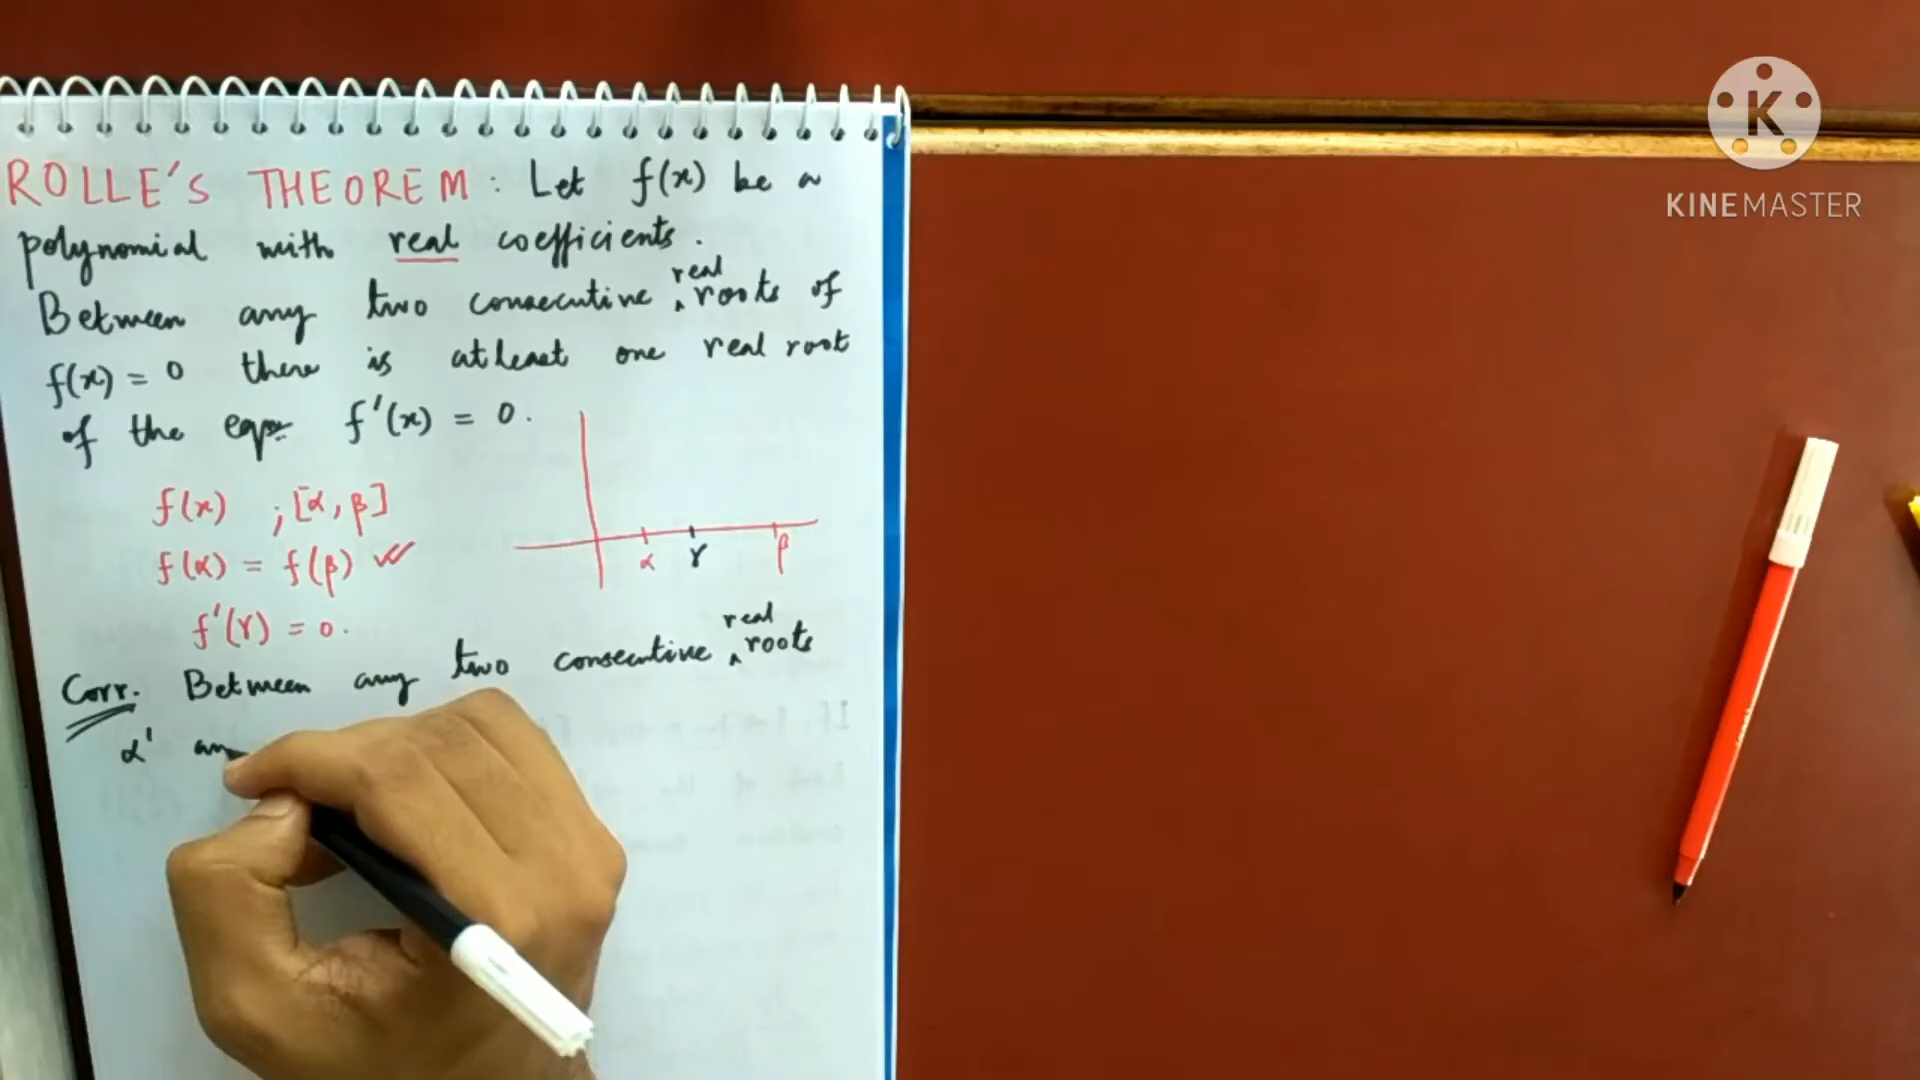 ROLLE'S THEOREM : Let f(x) be a
polynomial with real coefficients.
Between any two consecutive real roots of
f(x) = 0 there is atleast one real root
of the eqn f'(x) = 0.
f(x) ; [α, β]
f(α) = f(β)
f'(γ) = 0.
α γ β
Corr. Between any two consecutive real roots
α' an
K
KINEMASTER